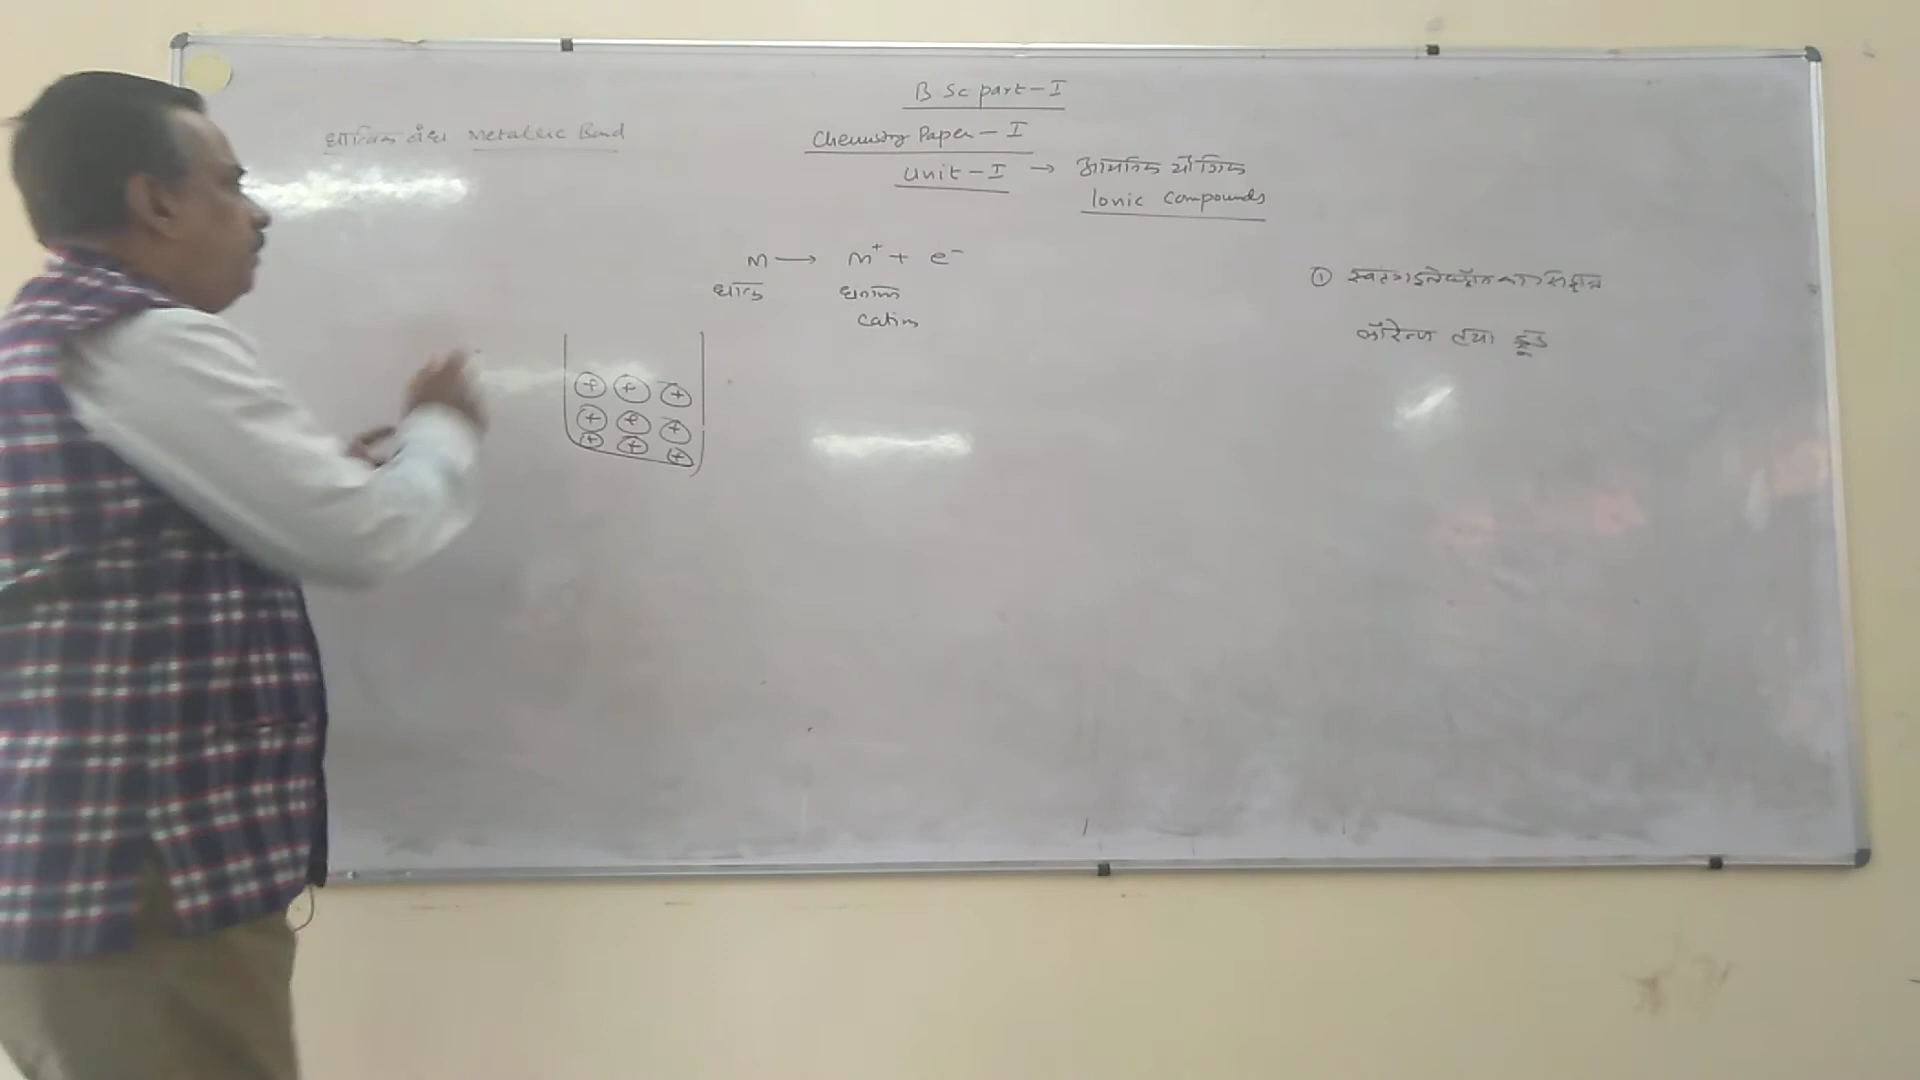 B Sc part-I
धात्विक बंध Metallic Bond
Chemistry Paper-I
Unit-I → आयनिक यौगिक
Ionic Compounds
M → M⁺ + e⁻
धातु धनायन
Cation
① स्वतंत्र इलेक्ट्रॉन का सिद्धान्त
लॉरेन्ज तथा ड्रूड
+ + +
+ + +
+ + +